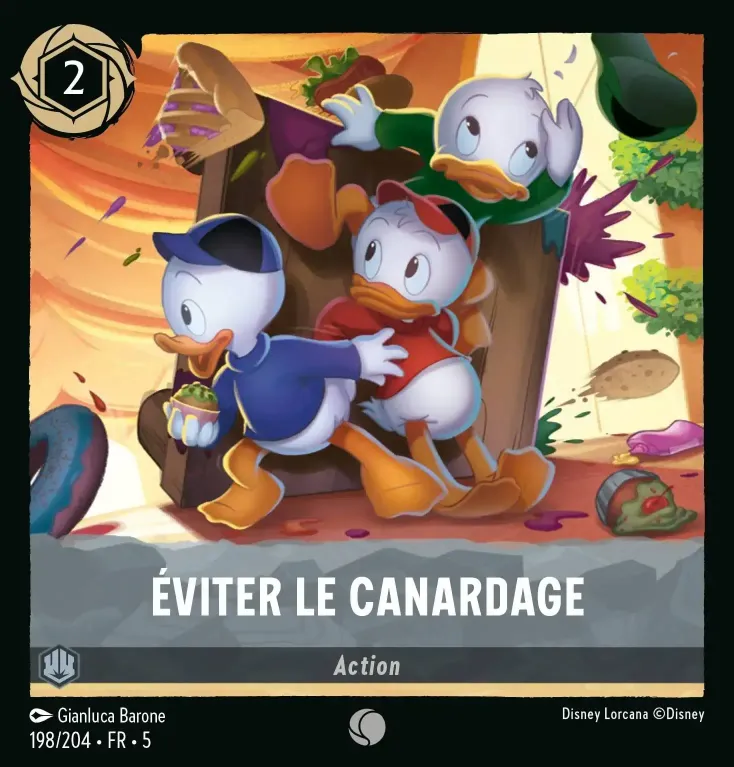 2
ÉVITER LE CANARDAGE
Action
Gianluca Barone
Disney Lorcana ©Disney
198/204 • FR • 5